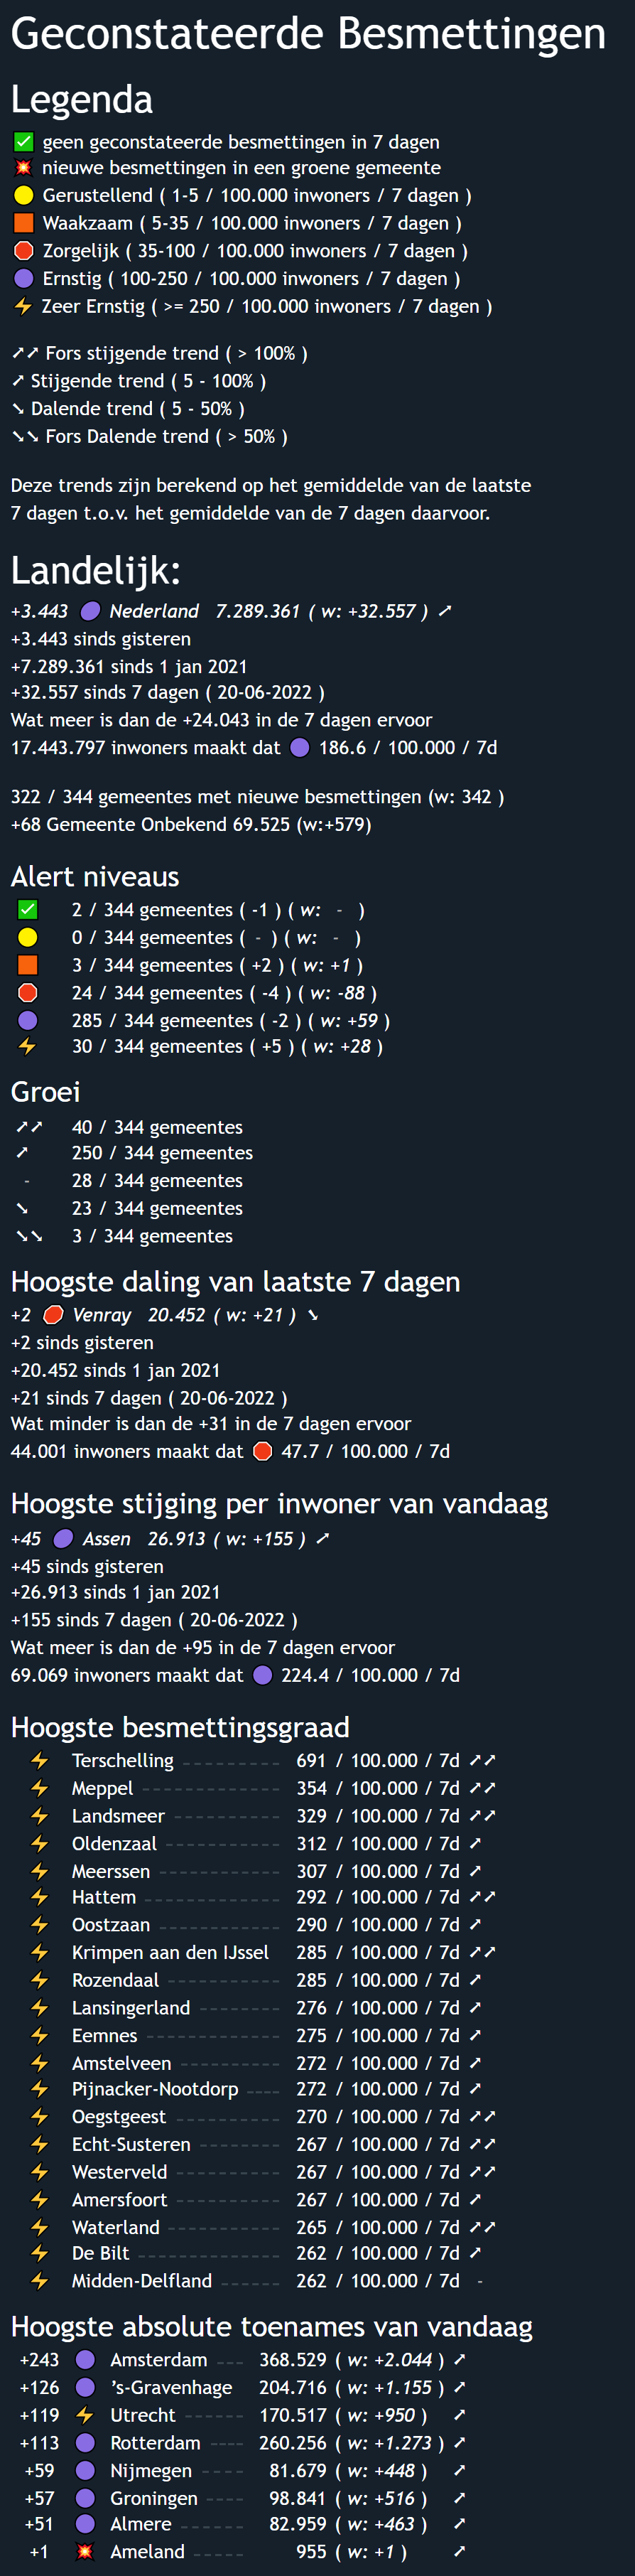 Geconstateerde Besmettingen
Legenda
✅ geen geconstateerde besmettingen in 7 dagen
💥 nieuwe besmettingen in een groene gemeente
🟡 Gerustellend ( 1-5 / 100.000 inwoners / 7 dagen )
🟧 Waakzaam ( 5-35 / 100.000 inwoners / 7 dagen )
🛑 Zorgelijk ( 35-100 / 100.000 inwoners / 7 dagen )
🟣 Ernstig ( 100-250 / 100.000 inwoners / 7 dagen )
⚡ Zeer Ernstig ( >= 250 / 100.000 inwoners / 7 dagen )
➚➚ Fors stijgende trend ( > 100% )
➚ Stijgende trend ( 5 - 100% )
➘ Dalende trend ( 5 - 50% )
➘➘ Fors Dalende trend ( > 50% )
Deze trends zijn berekend op het gemiddelde van de laatste
7 dagen t.o.v. het gemiddelde van de 7 dagen daarvoor.
Landelijk:
+3.443 🟣 Nederland 7.289.361 ( w: +32.557 ) ➚
+3.443 sinds gisteren
+7.289.361 sinds 1 jan 2021
+32.557 sinds 7 dagen ( 20-06-2022 )
Wat meer is dan de +24.043 in de 7 dagen ervoor
17.443.797 inwoners maakt dat 🟣 186.6 / 100.000 / 7d
322 / 344 gemeentes met nieuwe besmettingen (w: 342 )
+68 Gemeente Onbekend 69.525 (w:+579)
Alert niveaus
✅ 2 / 344 gemeentes ( -1 ) ( w: - )
🟡 0 / 344 gemeentes ( - ) ( w: - )
🟧 3 / 344 gemeentes ( +2 ) ( w: +1 )
🛑 24 / 344 gemeentes ( -4 ) ( w: -88 )
🟣 285 / 344 gemeentes ( -2 ) ( w: +59 )
⚡ 30 / 344 gemeentes ( +5 ) ( w: +28 )
Groei
➚➚ 40 / 344 gemeentes
➚ 250 / 344 gemeentes
- 28 / 344 gemeentes
➘ 23 / 344 gemeentes
➘➘ 3 / 344 gemeentes
Hoogste daling van laatste 7 dagen
+2 🛑 Venray 20.452 ( w: +21 ) ➘
+2 sinds gisteren
+20.452 sinds 1 jan 2021
+21 sinds 7 dagen ( 20-06-2022 )
Wat minder is dan de +31 in de 7 dagen ervoor
44.001 inwoners maakt dat 🛑 47.7 / 100.000 / 7d
Hoogste stijging per inwoner van vandaag
+45 🟣 Assen 26.913 ( w: +155 ) ➚
+45 sinds gisteren
+26.913 sinds 1 jan 2021
+155 sinds 7 dagen ( 20-06-2022 )
Wat meer is dan de +95 in de 7 dagen ervoor
69.069 inwoners maakt dat 🟣 224.4 / 100.000 / 7d
Hoogste besmettingsgraad
⚡ Terschelling ---------- 691 / 100.000 / 7d ➚➚
⚡ Meppel -------------- 354 / 100.000 / 7d ➚➚
⚡ Landsmeer ----------- 329 / 100.000 / 7d ➚➚
⚡ Oldenzaal ------------ 312 / 100.000 / 7d ➚
⚡ Meerssen ------------ 307 / 100.000 / 7d ➚
⚡ Hattem -------------- 292 / 100.000 / 7d ➚➚
⚡ Oostzaan ------------ 290 / 100.000 / 7d ➚
⚡ Krimpen aan den IJssel 285 / 100.000 / 7d ➚➚
⚡ Rozendaal ----------- 285 / 100.000 / 7d ➚
⚡ Lansingerland -------- 276 / 100.000 / 7d ➚
⚡ Eemnes -------------- 275 / 100.000 / 7d ➚
⚡ Amstelveen ---------- 272 / 100.000 / 7d ➚
⚡ Pijnacker-Nootdorp ---- 272 / 100.000 / 7d ➚
⚡ Oegstgeest ----------- 270 / 100.000 / 7d ➚➚
⚡ Echt-Susteren -------- 267 / 100.000 / 7d ➚➚
⚡ Westerveld ----------- 267 / 100.000 / 7d ➚➚
⚡ Amersfoort ----------- 267 / 100.000 / 7d ➚
⚡ Waterland ------------ 265 / 100.000 / 7d ➚➚
⚡ De Bilt --------------- 262 / 100.000 / 7d ➚
⚡ Midden-Delfland ------ 262 / 100.000 / 7d -
Hoogste absolute toenames van vandaag
+243 🟣 Amsterdam --- 368.529 ( w: +2.044 ) ➚
+126 🟣 's-Gravenhage 204.716 ( w: +1.155 ) ➚
+119 ⚡ Utrecht ------ 170.517 ( w: +950 ) ➚
+113 🟣 Rotterdam ---- 260.256 ( w: +1.273 ) ➚
+59 🟣 Nijmegen ---- 81.679 ( w: +448 ) ➚
+57 🟣 Groningen ---- 98.841 ( w: +516 ) ➚
+51 🟣 Almere ------ 82.959 ( w: +463 ) ➚
+1 💥 Ameland ----- 955 ( w: +1 ) ➚